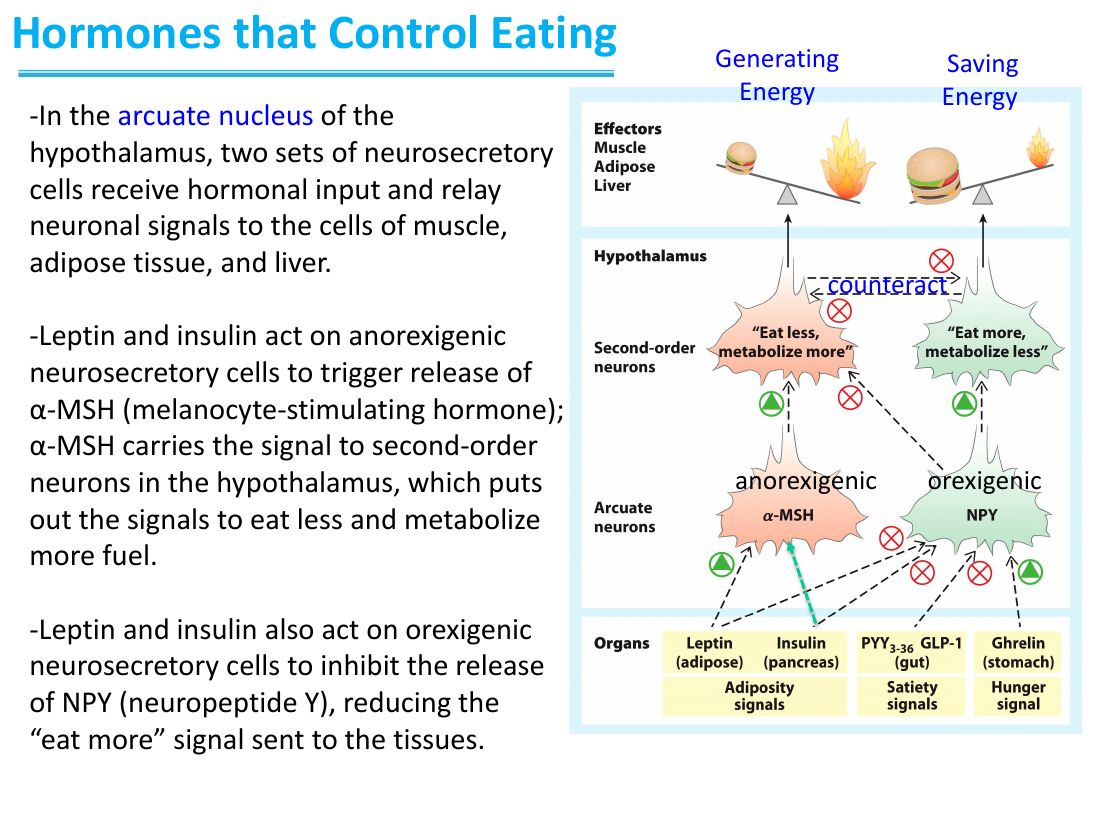 Hormones that Control Eating
-In the arcuate nucleus of the
hypothalamus, two sets of neurosecretory
cells receive hormonal input and relay
neuronal signals to the cells of muscle,
adipose tissue, and liver.
-Leptin and insulin act on anorexigenic
neurosecretory cells to trigger release of
α-MSH (melanocyte-stimulating hormone);
α-MSH carries the signal to second-order
neurons in the hypothalamus, which puts
out the signals to eat less and metabolize
more fuel.
-Leptin and insulin also act on orexigenic
neurosecretory cells to inhibit the release
of NPY (neuropeptide Y), reducing the
“eat more” signal sent to the tissues.
Generating
Energy
Saving
Energy
Effectors
Muscle
Adipose
Liver
Hypothalamus
counteract
Second-order
neurons
“Eat less,
metabolize more”
“Eat more,
metabolize less”
Arcuate
neurons
anorexigenic
α-MSH
orexigenic
NPY
Organs
Leptin
(adipose)
Insulin
(pancreas)
PYY3-36 GLP-1
(gut)
Ghrelin
(stomach)
Adiposity
signals
Satiety
signals
Hunger
signal